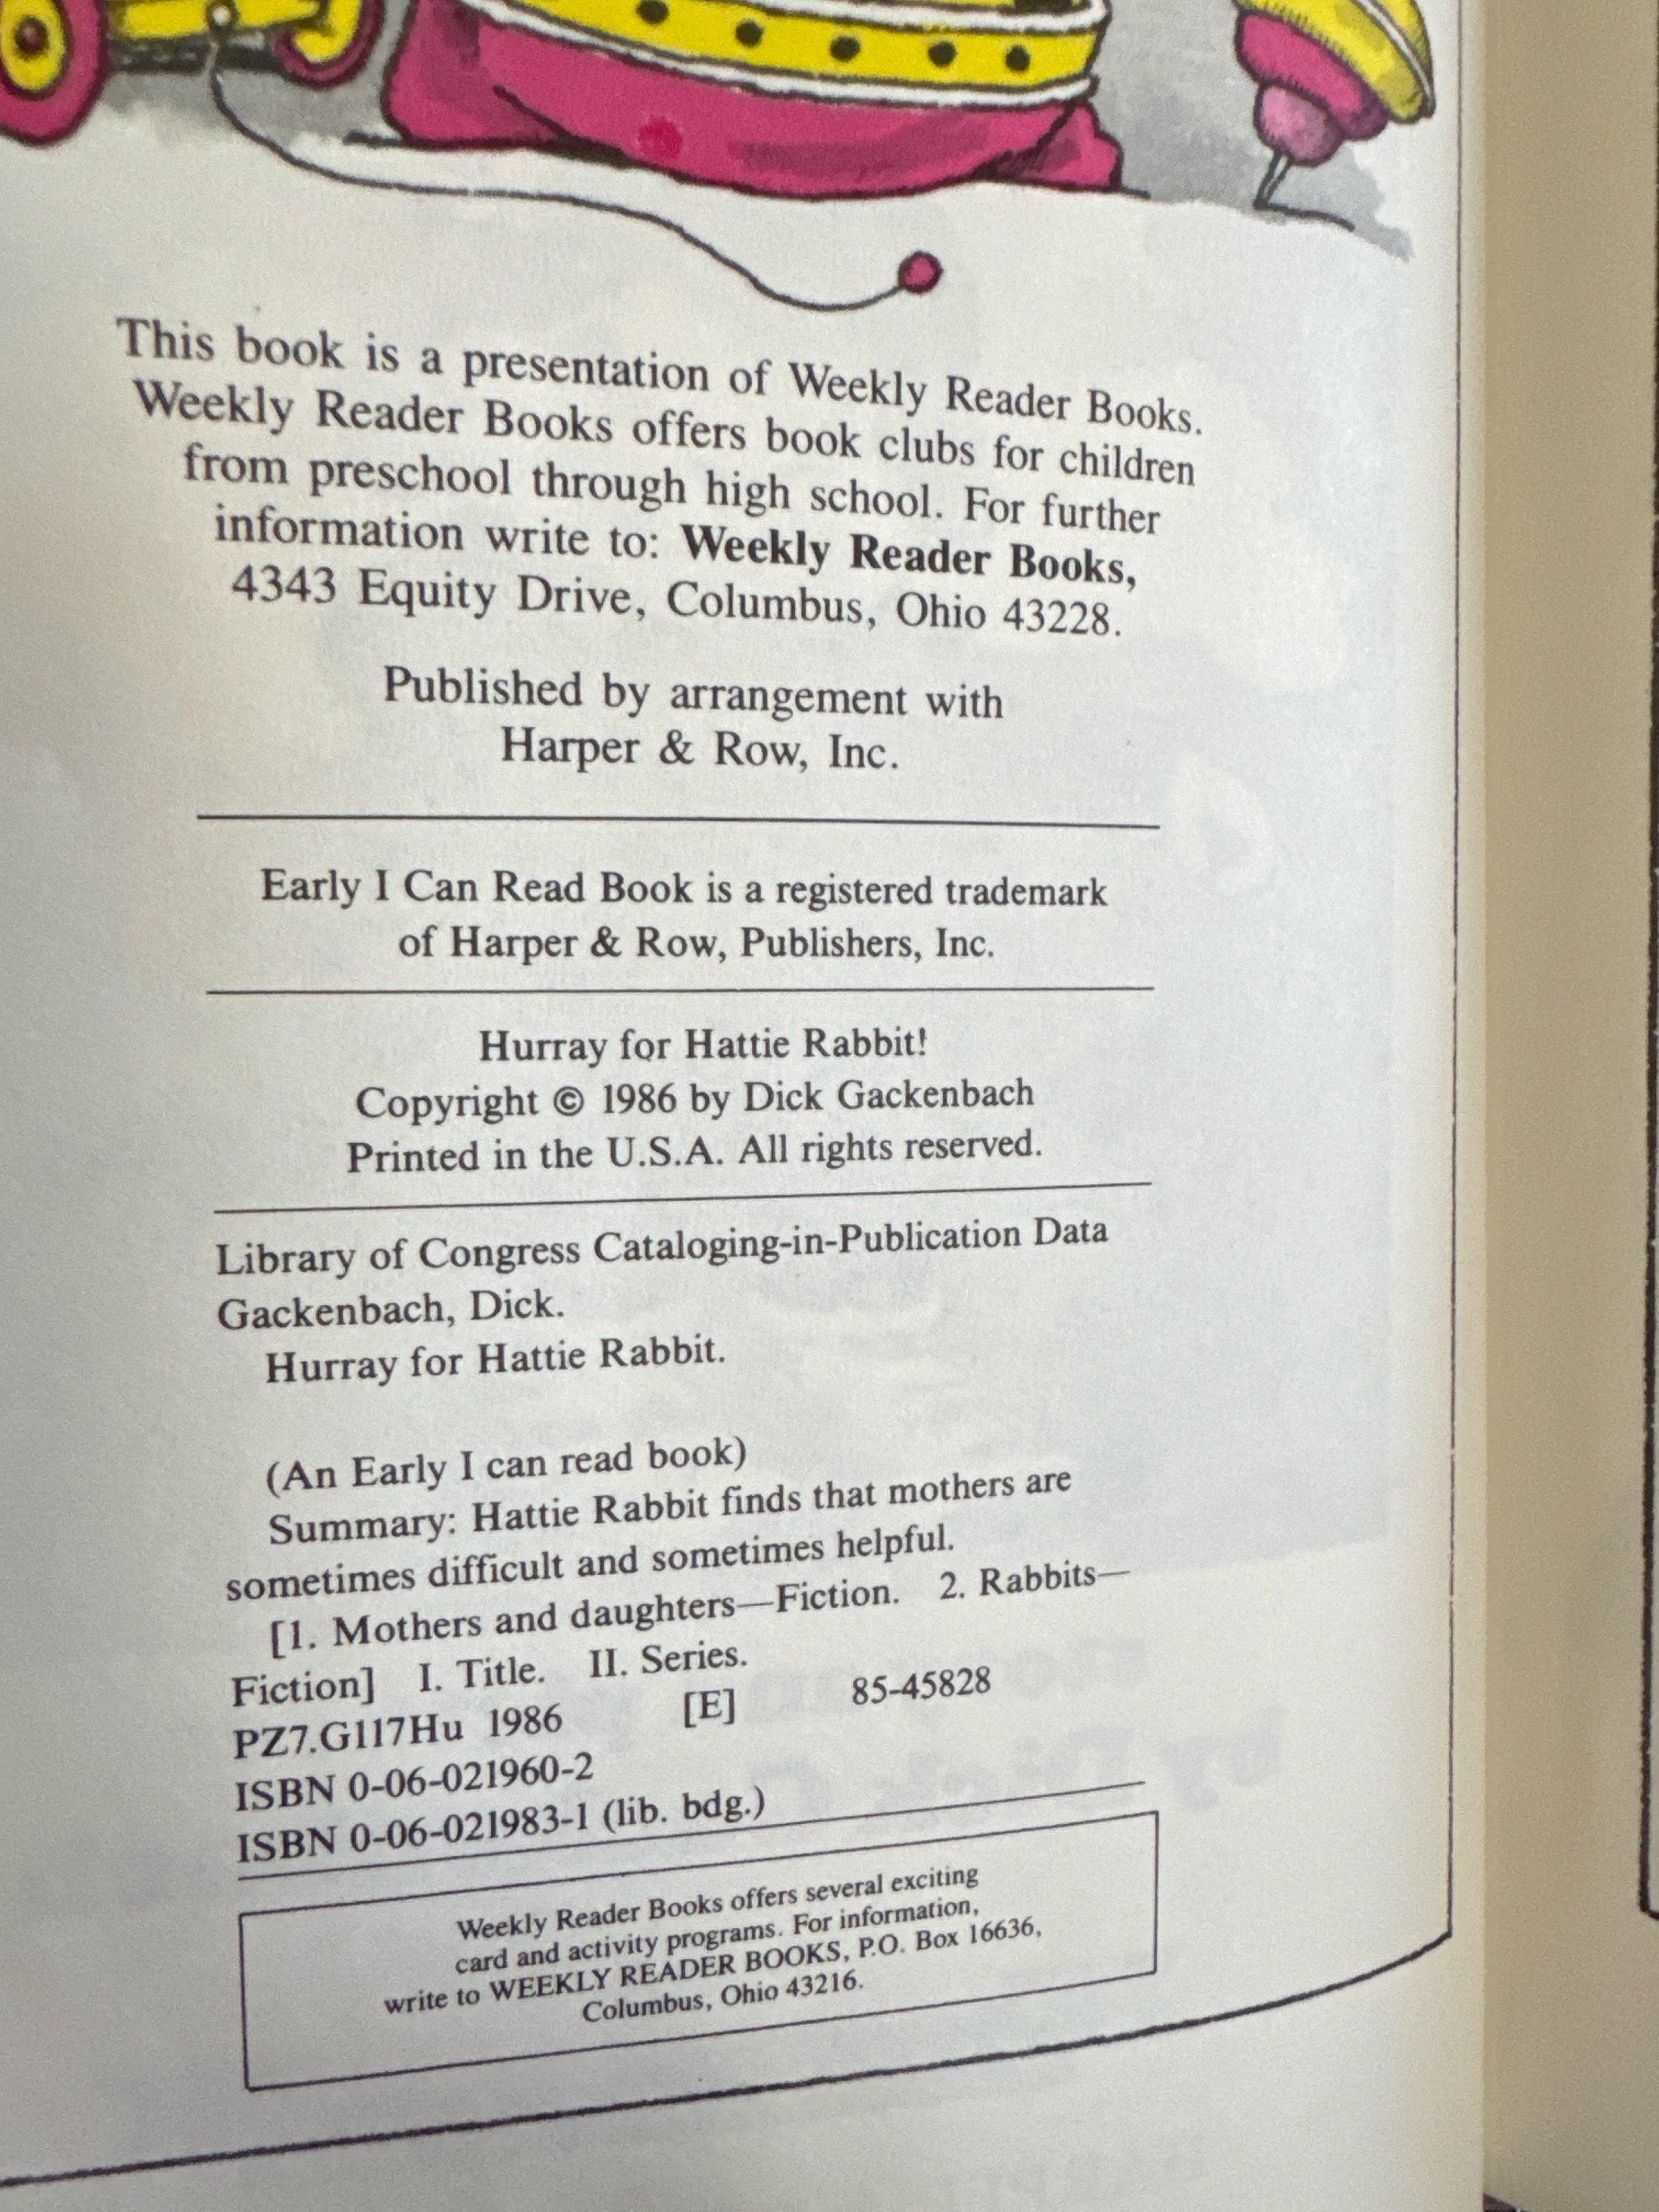 This book is a presentation of Weekly Reader Books.
Weekly Reader Books offers book clubs for children
from preschool through high school. For further
information write to: Weekly Reader Books,
4343 Equity Drive, Columbus, Ohio 43228.
Published by arrangement with
Harper & Row, Inc.
Early I Can Read Book is a registered trademark
of Harper & Row, Publishers, Inc.
Hurray for Hattie Rabbit!
Copyright © 1986 by Dick Gackenbach
Printed in the U.S.A. All rights reserved.
Library of Congress Cataloging-in-Publication Data
Gackenbach, Dick.
Hurray for Hattie Rabbit.
(An Early I can read book)
Summary: Hattie Rabbit finds that mothers are
sometimes difficult and sometimes helpful.
[1. Mothers and daughters—Fiction. 2. Rabbits—
Fiction] I. Title. II. Series.
PZ7.G117Hu 1986 [E] 85-45828
ISBN 0-06-021960-2
ISBN 0-06-021983-1 (lib. bdg.)
Weekly Reader Books offers several exciting
card and activity programs. For information,
write to WEEKLY READER BOOKS, P.O. Box 16636,
Columbus, Ohio 43216.